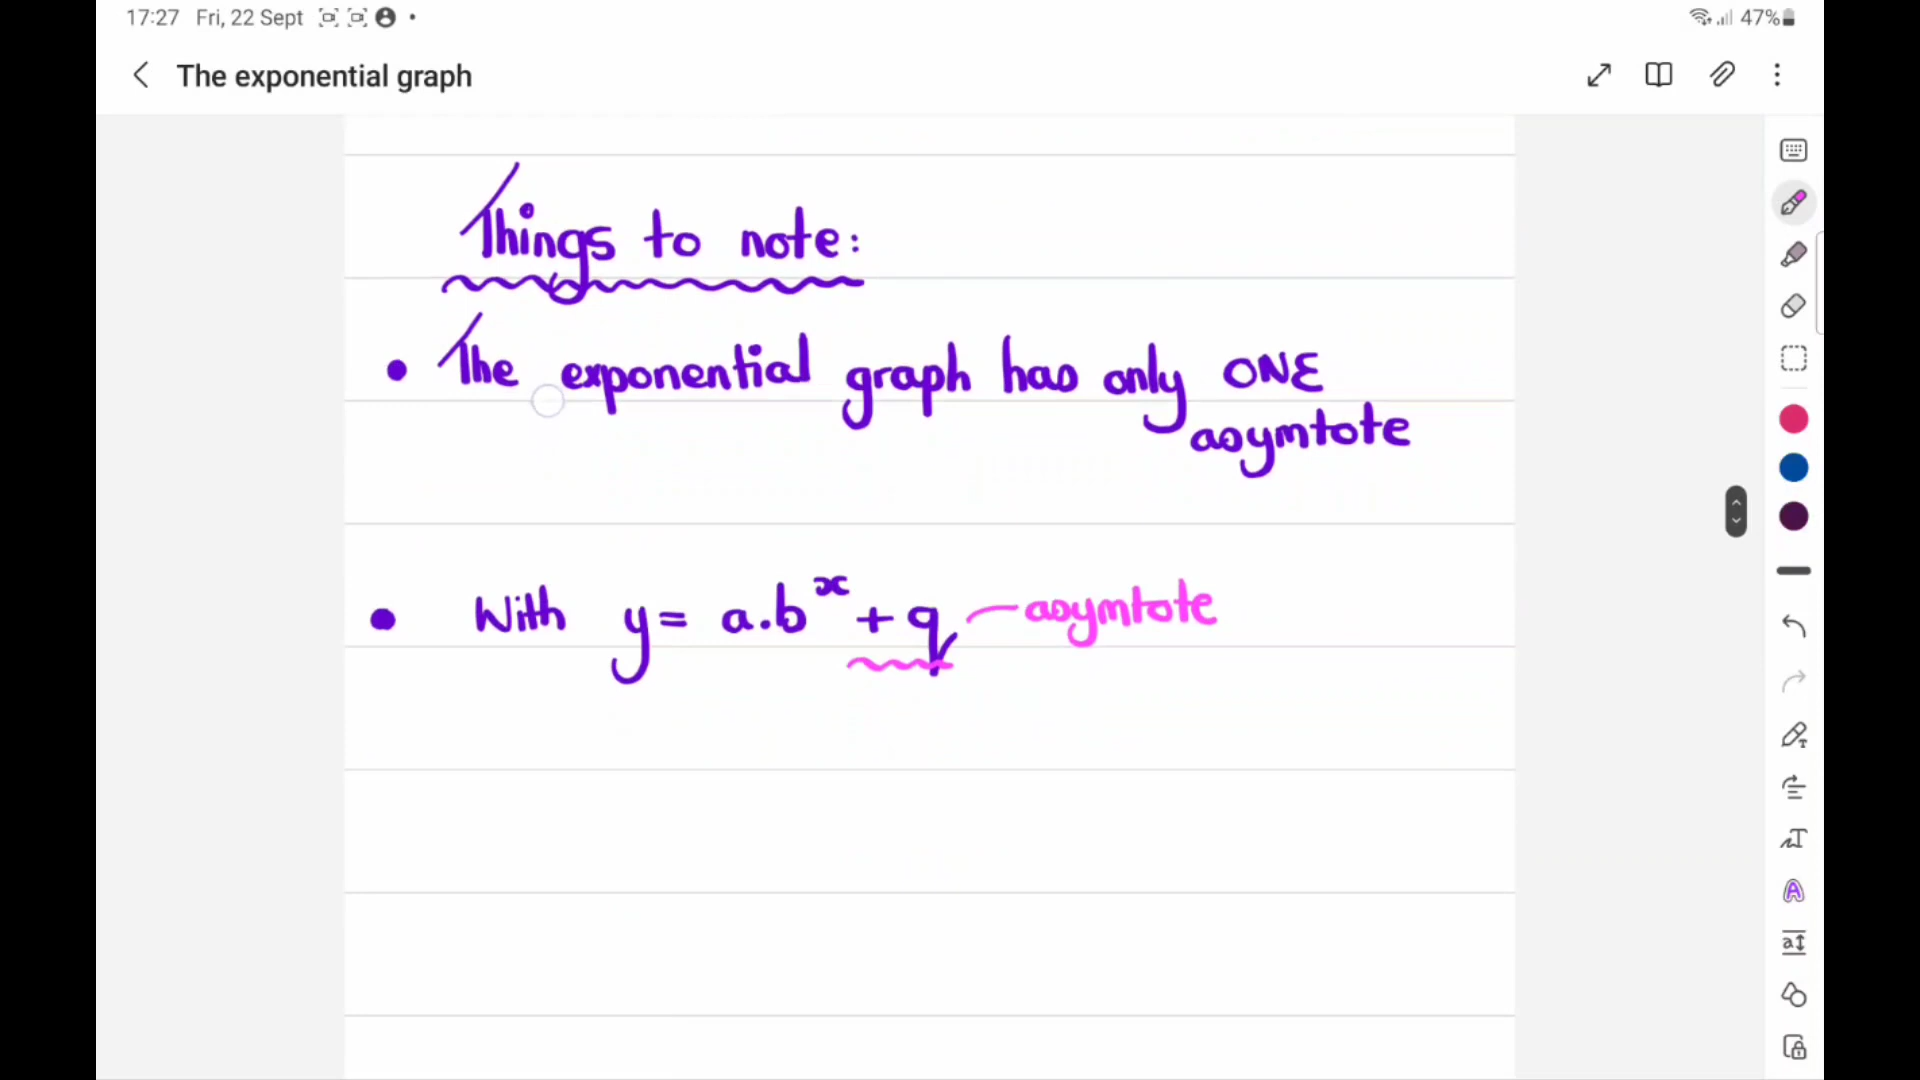 17:27 Fri, 22 Sept
47%
The exponential graph
Things to note:
• The exponential graph has only ONE
asymtote
• With y = a.b^x + q — asymtote